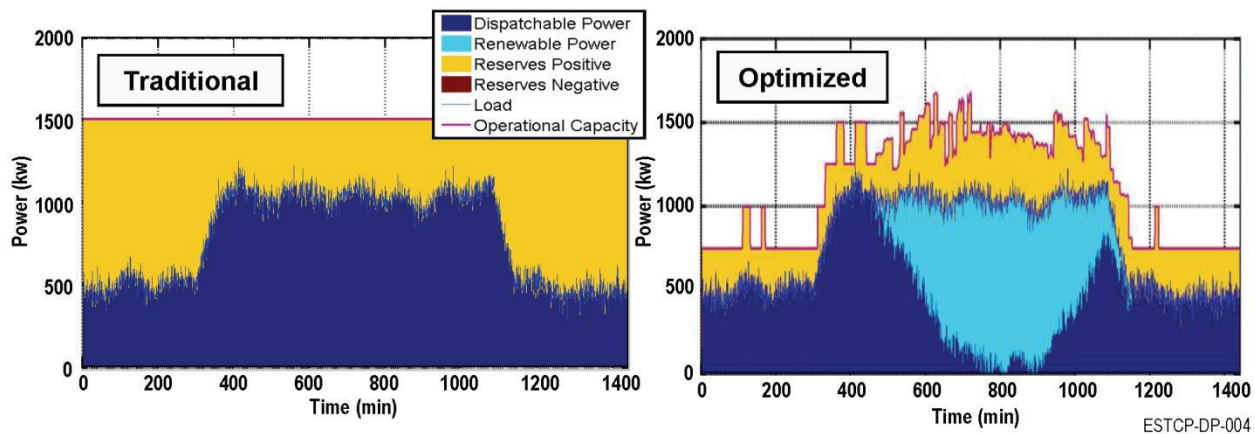 Traditional
Dispatchable Power
Renewable Power
Reserves Positive
Reserves Negative
Load
Operational Capacity
Power (kw)
2000
1500
1000
500
0
0 200 400 600 800 1000 1200 1400
Time (min)
Optimized
Power (kw)
2000
1500
1000
500
0
0 200 400 600 800 1000 1200 1400
Time (min)
ESTCP-DP-004